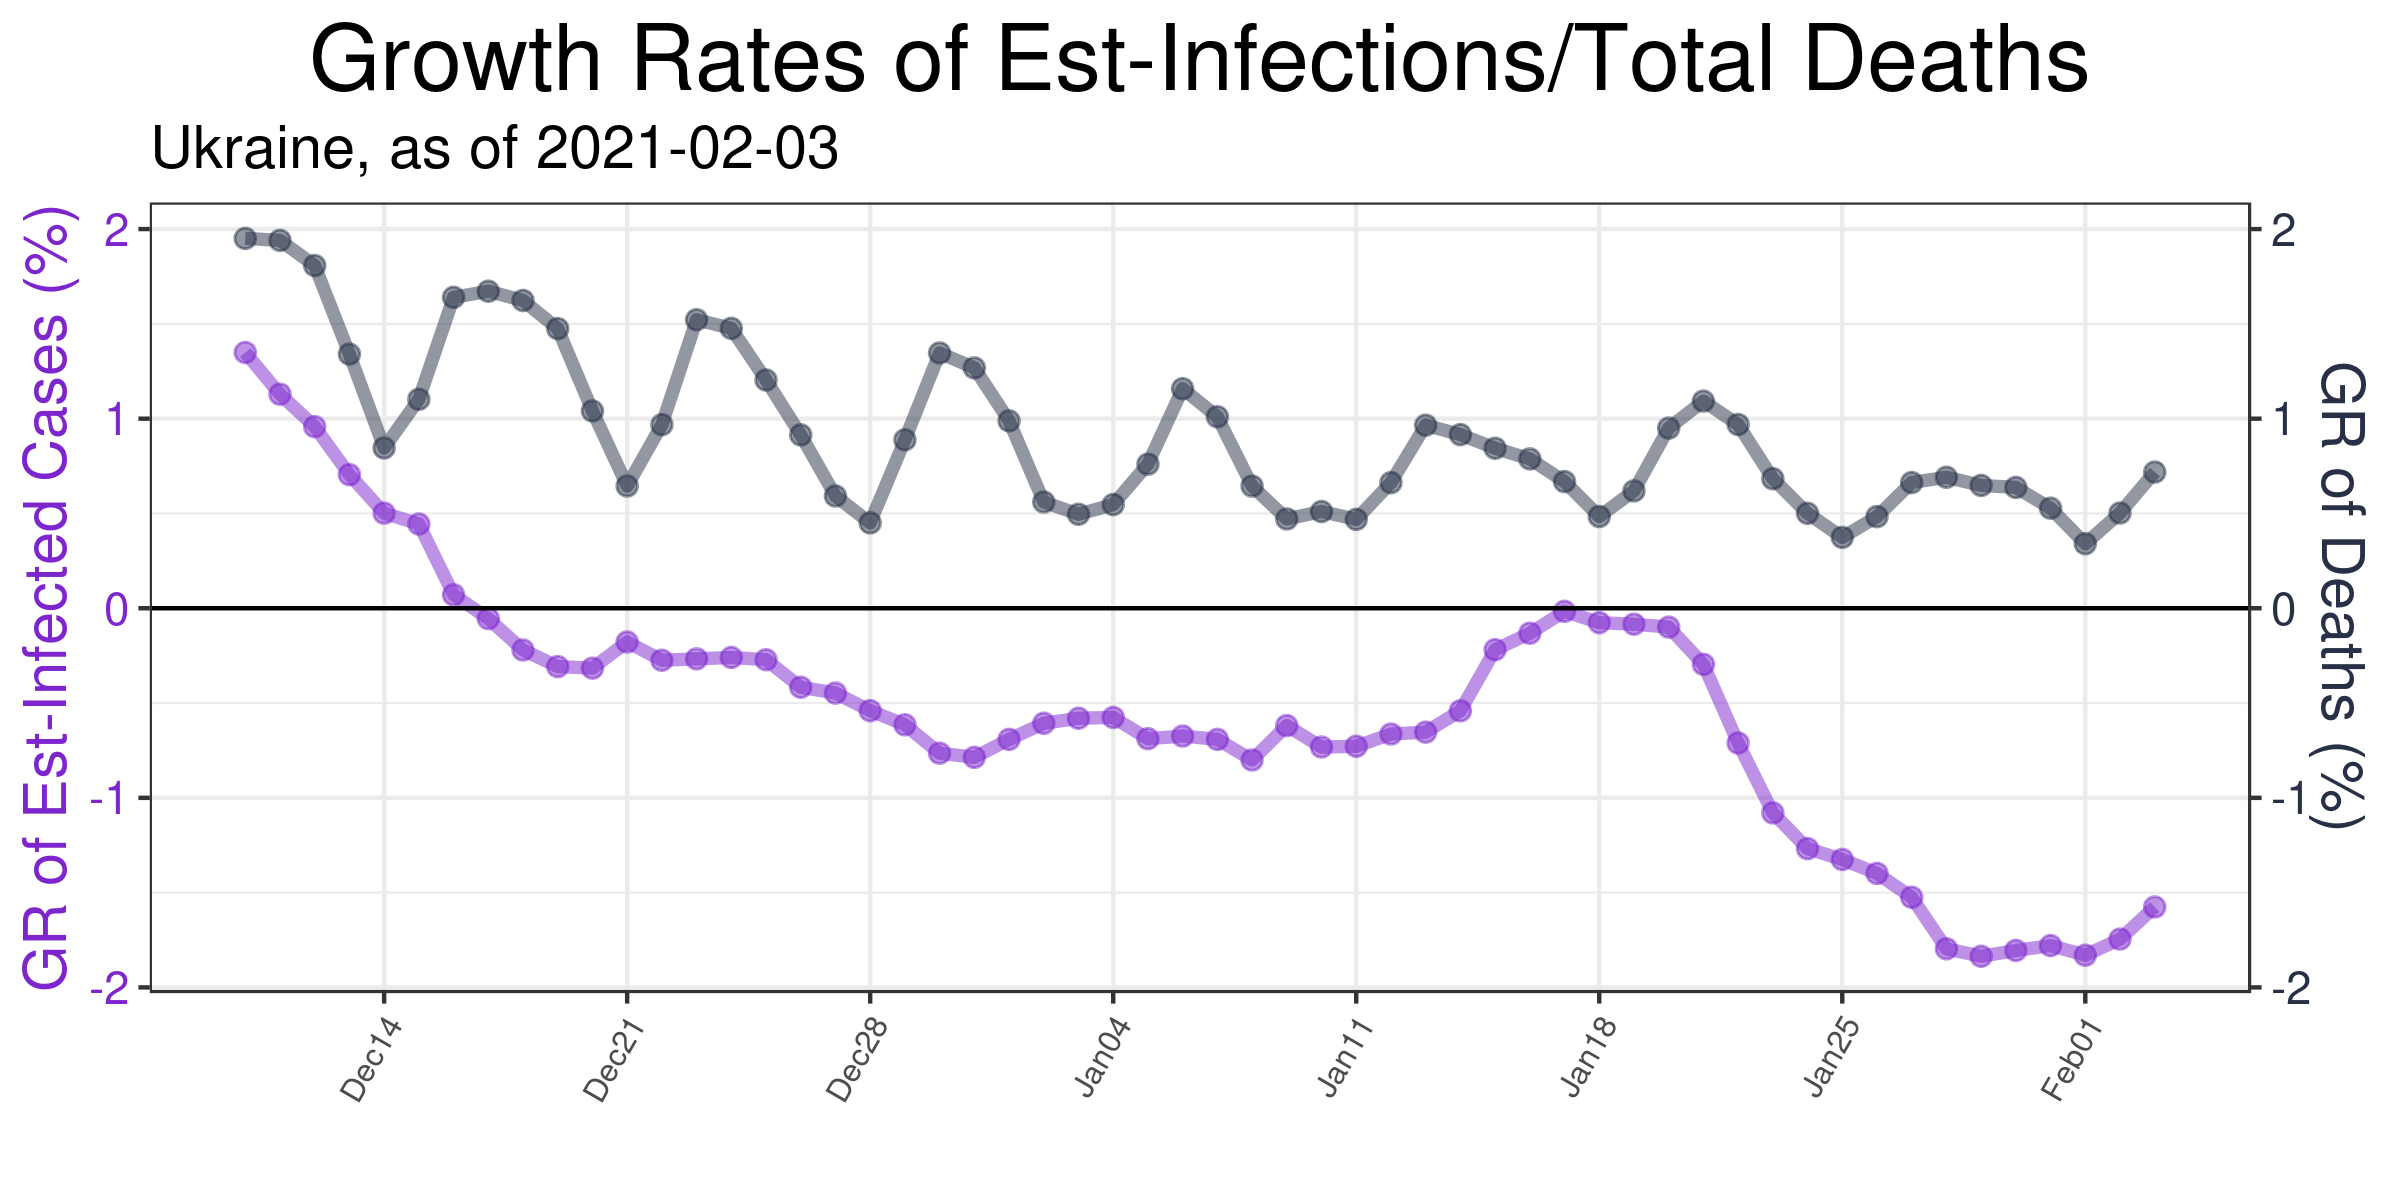 Growth Rates of Est-Infections/Total Deaths
Ukraine, as of 2021-02-03
GR of Est-Infected Cases (%)
2
1
0
-1
-2
2
1
0
-1
-2
GR of Deaths (%)
Dec14
Dec21
Dec28
Jan04
Jan11
Jan18
Jan25
Feb01